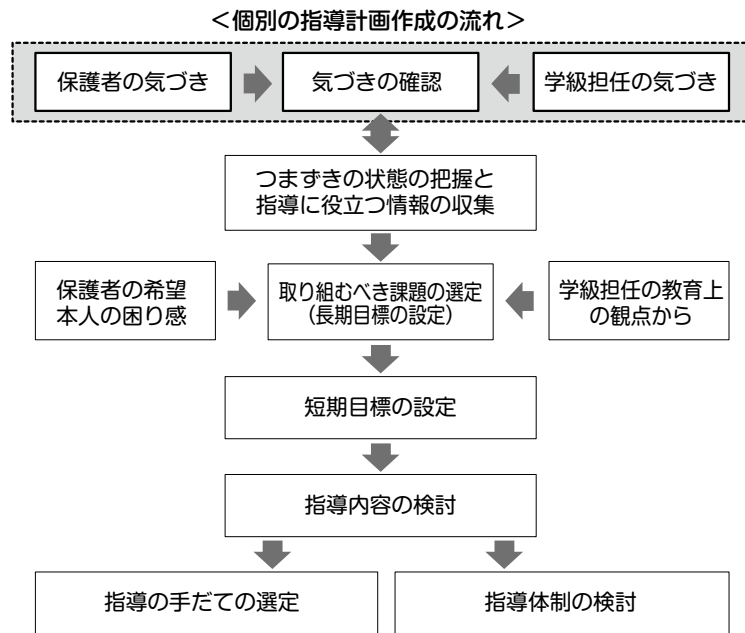 ＜個別の指導計画作成の流れ＞
保護者の気づき
気づきの確認
学級担任の気づき
つまずきの状態の把握と
指導に役立つ情報の収集
保護者の希望
本人の困り感
取り組むべき課題の選定
（長期目標の設定）
学級担任の教育上
の観点から
短期目標の設定
指導内容の検討
指導の手だての選定
指導体制の検討